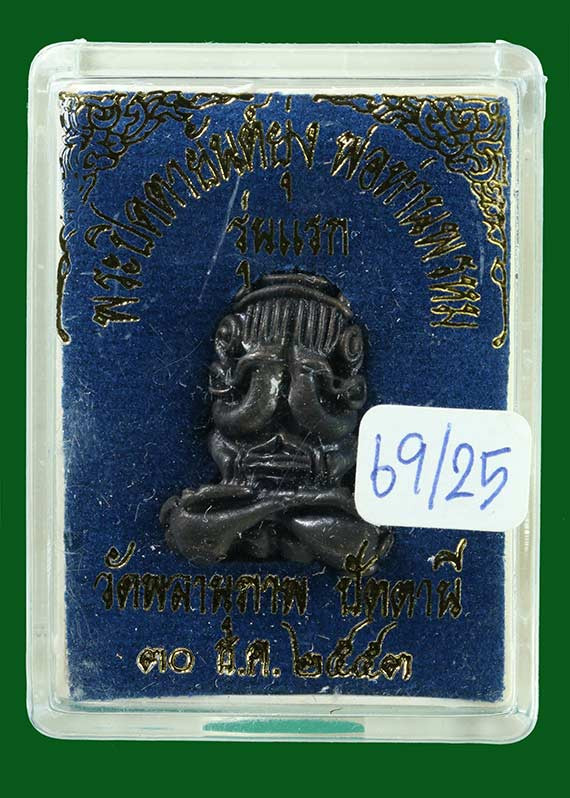 พระปิดตายันต์ยุ่ง พ่อท่านพรหม
รุ่นแรก
69/25
วัดพลานุภาพ ปัตตานี
๓๐ ธ.ค. ๒๕๕๓